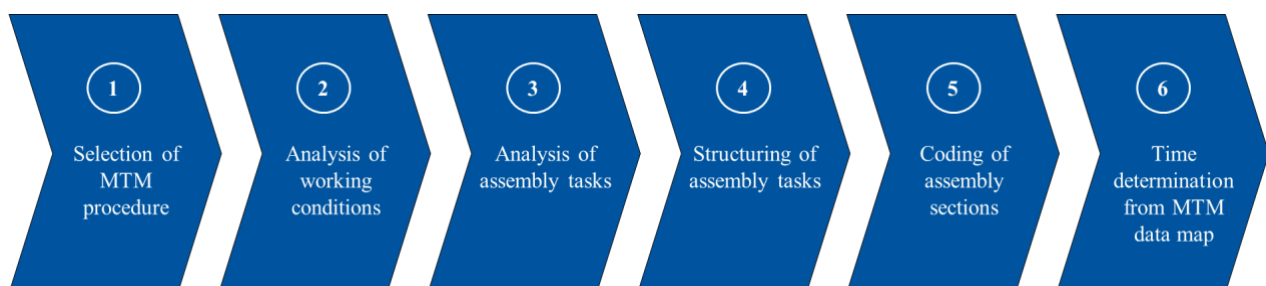 1
Selection of
MTM
procedure
2
Analysis of
working
conditions
3
Analysis of
assembly tasks
4
Structuring of
assembly tasks
5
Coding of
assembly
sections
6
Time
determination
from MTM
data map